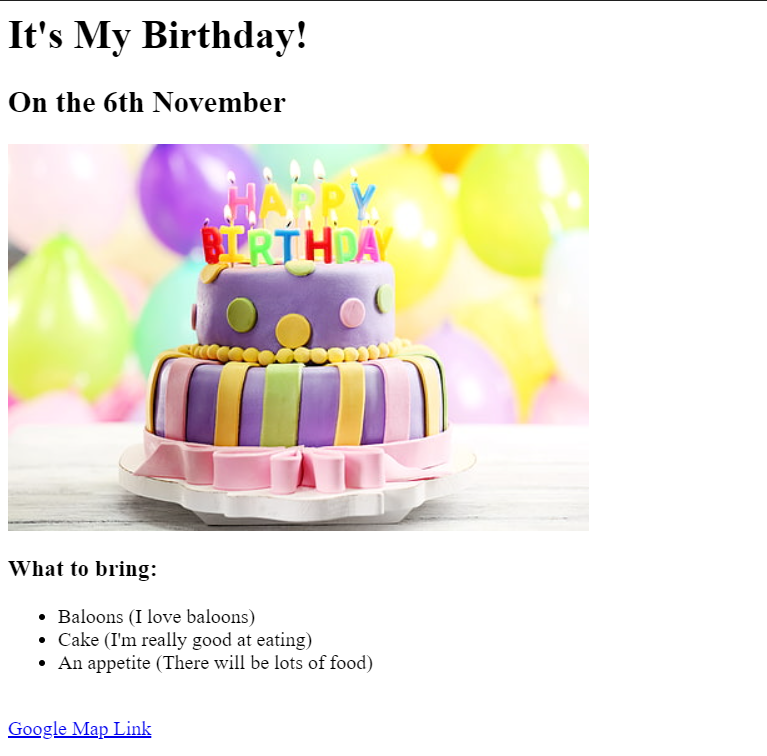 It's My Birthday!
On the 6th November
HAPPY
BIRTHDAY
What to bring:
Baloons (I love baloons)
Cake (I'm really good at eating)
An appetite (There will be lots of food)
Google Map Link